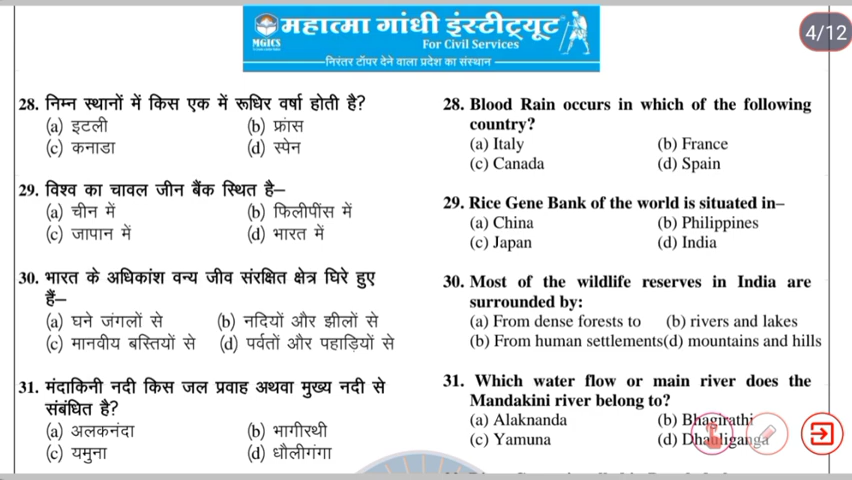 महात्मा गांधी इंस्टीट्यूट
MGICS
For Civil Services
निरंतर टॉपर देने वाला प्रदेश का संस्थान
4/12
28. निम्न स्थानों में किस एक में रूधिर वर्षा होती है?
(a) इटली (b) फ्रांस
(c) कनाडा (d) स्पेन
29. विश्व का चावल जीन बैंक स्थित है–
(a) चीन में (b) फिलीपींस में
(c) जापान में (d) भारत में
30. भारत के अधिकांश वन्य जीव संरक्षित क्षेत्र घिरे हुए
हैं–
(a) घने जंगलों से (b) नदियों और झीलों से
(c) मानवीय बस्तियों से (d) पर्वतों और पहाड़ियों से
31. मंदाकिनी नदी किस जल प्रवाह अथवा मुख्य नदी से
संबंधित है?
(a) अलकनंदा (b) भागीरथी
(c) यमुना (d) धौलीगंगा
28. Blood Rain occurs in which of the following
country?
(a) Italy (b) France
(c) Canada (d) Spain
29. Rice Gene Bank of the world is situated in–
(a) China (b) Philippines
(c) Japan (d) India
30. Most of the wildlife reserves in India are
surrounded by:
(a) From dense forests to (b) rivers and lakes
(b) From human settlements(d) mountains and hills
31. Which water flow or main river does the
Mandakini river belong to?
(a) Alaknanda (b) Bhagirathi
(c) Yamuna (d) Dhauliganga